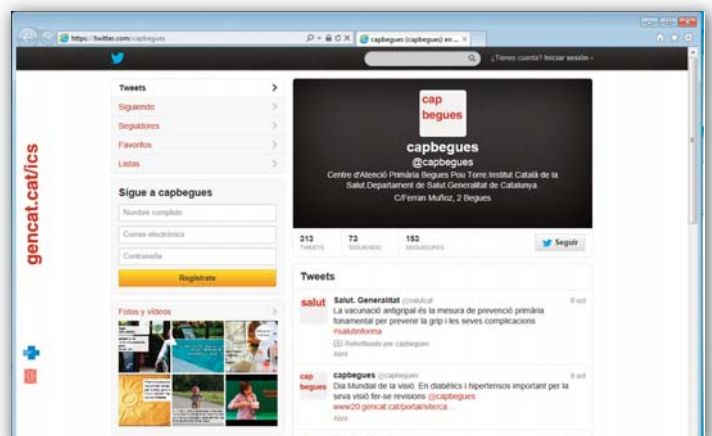 https://twitter.com/capbegues
capbegues (capbegues) en ...
¿Tienes cuenta? Iniciar sesión
gencat.cat/ics
Tweets
Siguiendo
Seguidores
Favoritos
Listas
Sigue a capbegues
Nombre completo
Correo electrónico
Contraseña
Regístrate
Fotos y vídeos
cap
begues
capbegues
@capbegues
Centre d'Atenció Primària Begues Pou Torre.Institut Català de la
Salut.Departament de Salut.Generalitat de Catalunya.
C/Ferran Muñoz, 2 Begues
313
TWEETS
73
SIGUIENDO
153
SEGUIDORES
Seguir
Tweets
salut
Salut. Generalitat @salutcat
9 oct
La vacunació antigripal és la mesura de prevenció primària
fonamental per prevenir la grip i les seves complicacions
#salutinforma
Retwitteado por capbegues
Abrir
cap
begues
capbegues @capbegues
9 oct
Dia Mundial de la visió. En diabètics i hipertensos important per la
seva visió fer-se revisions @capbegues
www20.gencat.cat/portal/site/ca...
Abrir